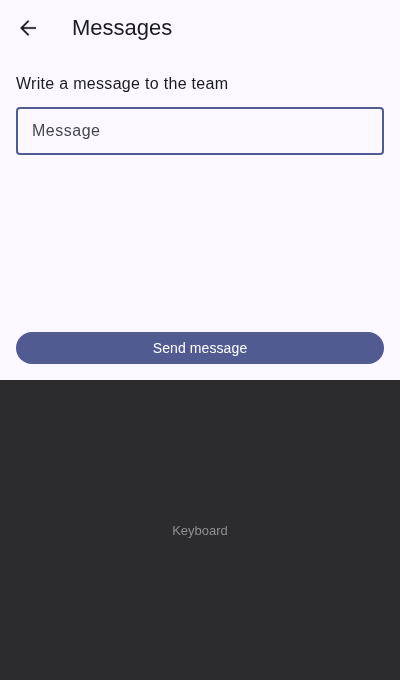 Messages
Write a message to the team
Message
Send message
Keyboard